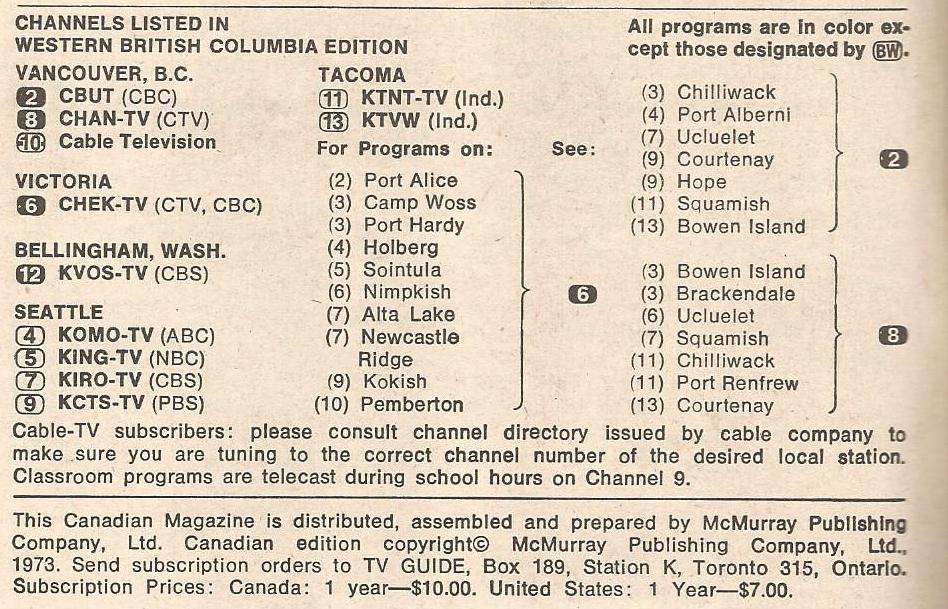 CHANNELS LISTED IN
WESTERN BRITISH COLUMBIA EDITION
VANCOUVER, B.C.
2 CBUT (CBC)
8 CHAN-TV (CTV)
10 Cable Television
VICTORIA
6 CHEK-TV (CTV, CBC)
BELLINGHAM, WASH.
12 KVOS-TV (CBS)
SEATTLE
4 KOMO-TV (ABC)
5 KING-TV (NBC)
7 KIRO-TV (CBS)
9 KCTS-TV (PBS)
TACOMA
11 KTNT-TV (Ind.)
13 KTVW (Ind.)
For Programs on: See:
(2) Port Alice
(3) Camp Woss
(3) Port Hardy
(4) Holberg
(5) Sointula
(6) Nimpkish
(7) Alta Lake
(7) Newcastle
Ridge
(9) Kokish
(10) Pemberton
6
All programs are in color ex-
cept those designated by BW.
(3) Chilliwack
(4) Port Alberni
(7) Ucluelet
(9) Courtenay
(9) Hope
(11) Squamish
(13) Bowen Island
2
(3) Bowen Island
(3) Brackendale
(6) Ucluelet
(7) Squamish
(11) Chilliwack
(11) Port Renfrew
(13) Courtenay
8
Cable-TV subscribers: please consult channel directory issued by cable company to
make sure you are tuning to the correct channel number of the desired local station.
Classroom programs are telecast during school hours on Channel 9.
This Canadian Magazine is distributed, assembled and prepared by McMurray Publishing
Company, Ltd. Canadian edition copyright© McMurray Publishing Company, Ltd.,
1973. Send subscription orders to TV GUIDE, Box 189, Station K, Toronto 315, Ontario.
Subscription Prices: Canada: 1 year—$10.00. United States: 1 Year—$7.00.